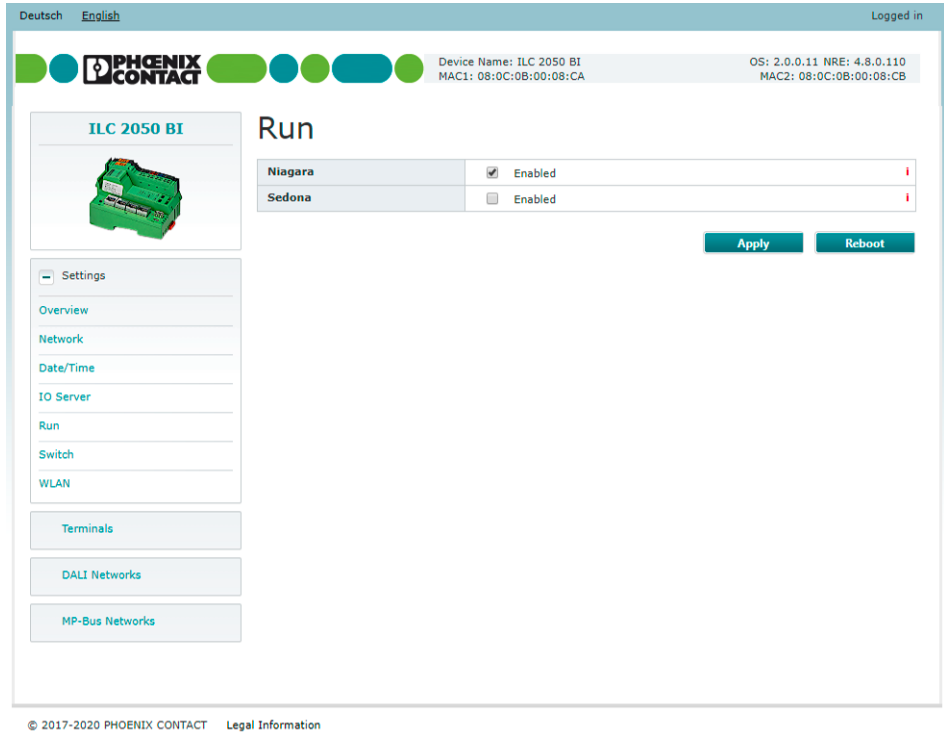 Deutsch English Logged in
PHŒNIX
CONTACT
Device Name: ILC 2050 BI OS: 2.0.0.11 NRE: 4.8.0.110
MAC1: 08:0C:0B:00:08:CA MAC2: 08:0C:0B:00:08:CB
ILC 2050 BI
Run
Niagara Enabled i
Sedona Enabled i
Apply Reboot
Settings
Overview
Network
Date/Time
IO Server
Run
Switch
WLAN
Terminals
DALI Networks
MP-Bus Networks
© 2017-2020 PHOENIX CONTACT Legal Information